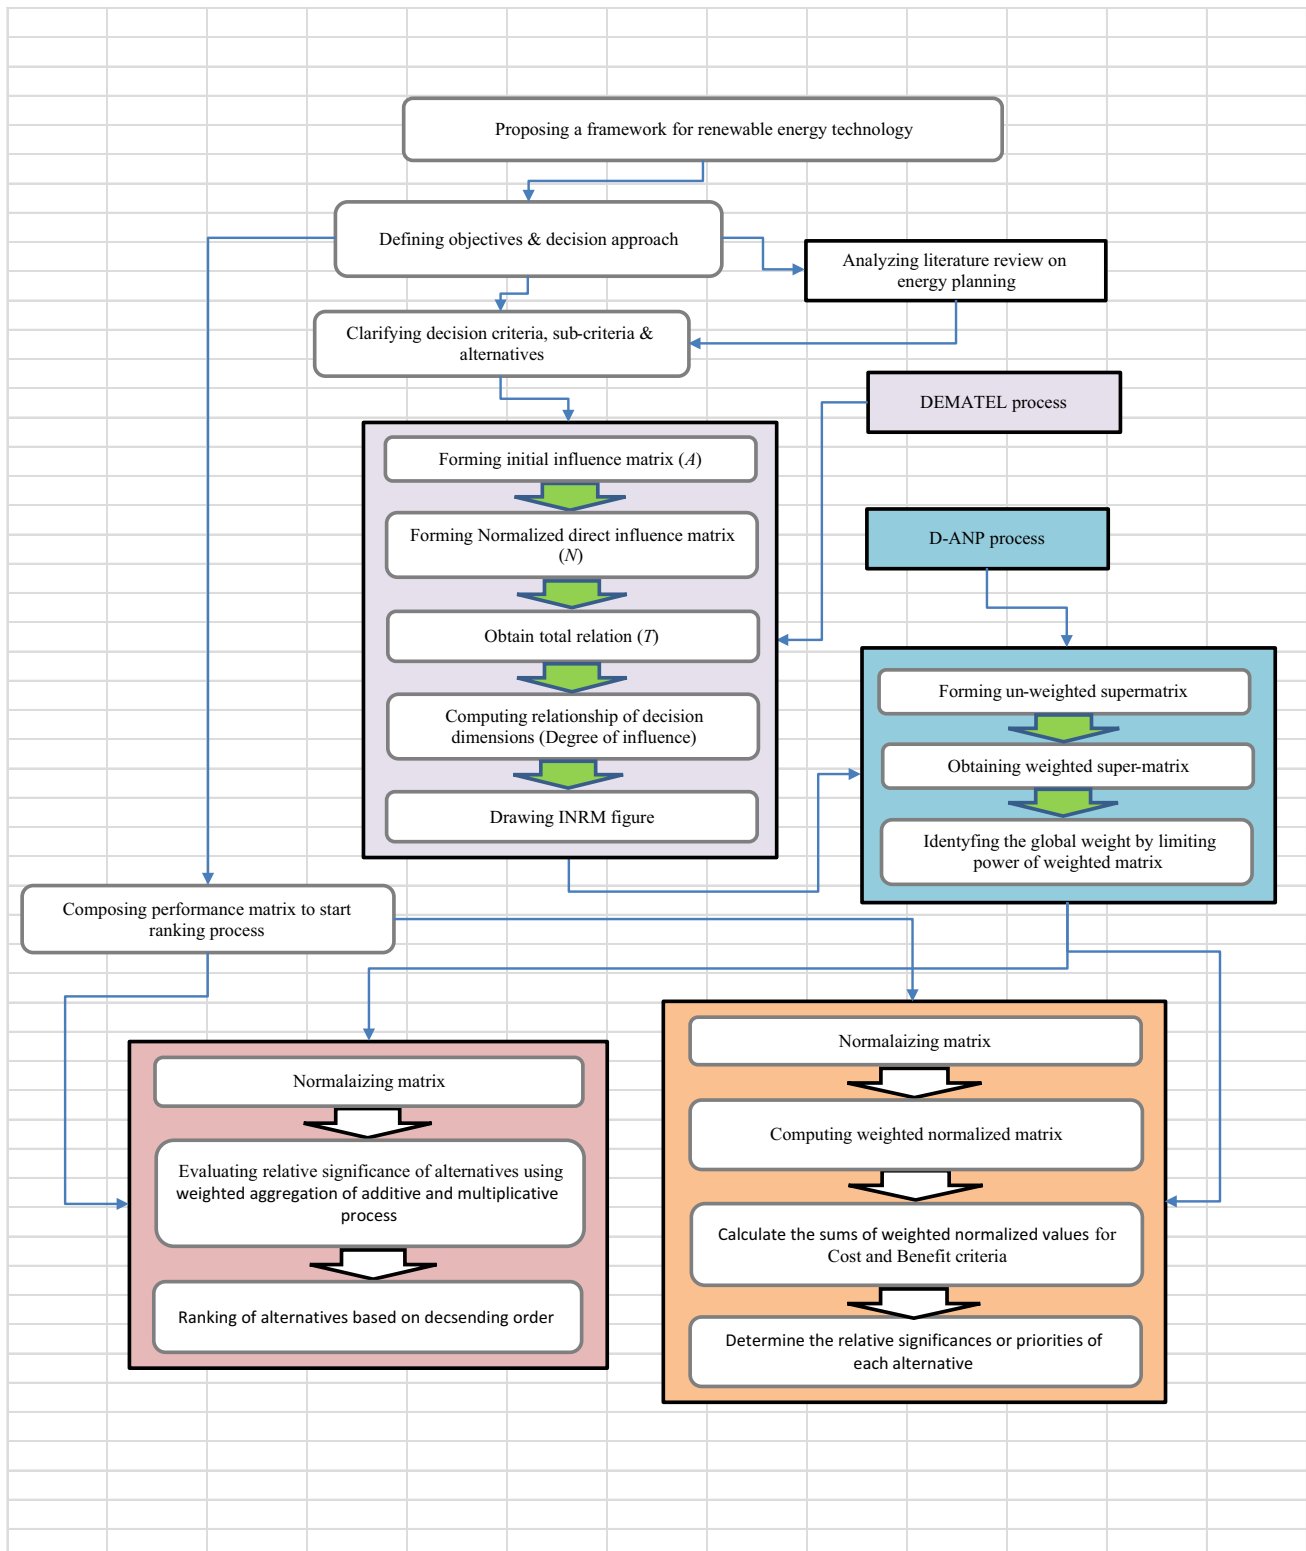 Proposing a framework for renewable energy technology
Defining objectives & decision approach
Analyzing literature review on
energy planning
Clarifying decision criteria, sub-criteria &
alternatives
DEMATEL process
Forming initial influence matrix (A)
Forming Normalized direct influence matrix
(N)
Obtain total relation (T)
Computing relationship of decision
dimensions (Degree of influence)
Drawing INRM figure
D-ANP process
Forming un-weighted supermatrix
Obtaining weighted super-matrix
Identyfing the global weight by limiting
power of weighted matrix
Composing performance matrix to start
ranking process
Normalaizing matrix
Evaluating relative significance of alternatives using
weighted aggregation of additive and multiplicative
process
Ranking of alternatives based on decsending order
Normalaizing matrix
Computing weighted normalized matrix
Calculate the sums of weighted normalized values for
Cost and Benefit criteria
Determine the relative significances or priorities of
each alternative